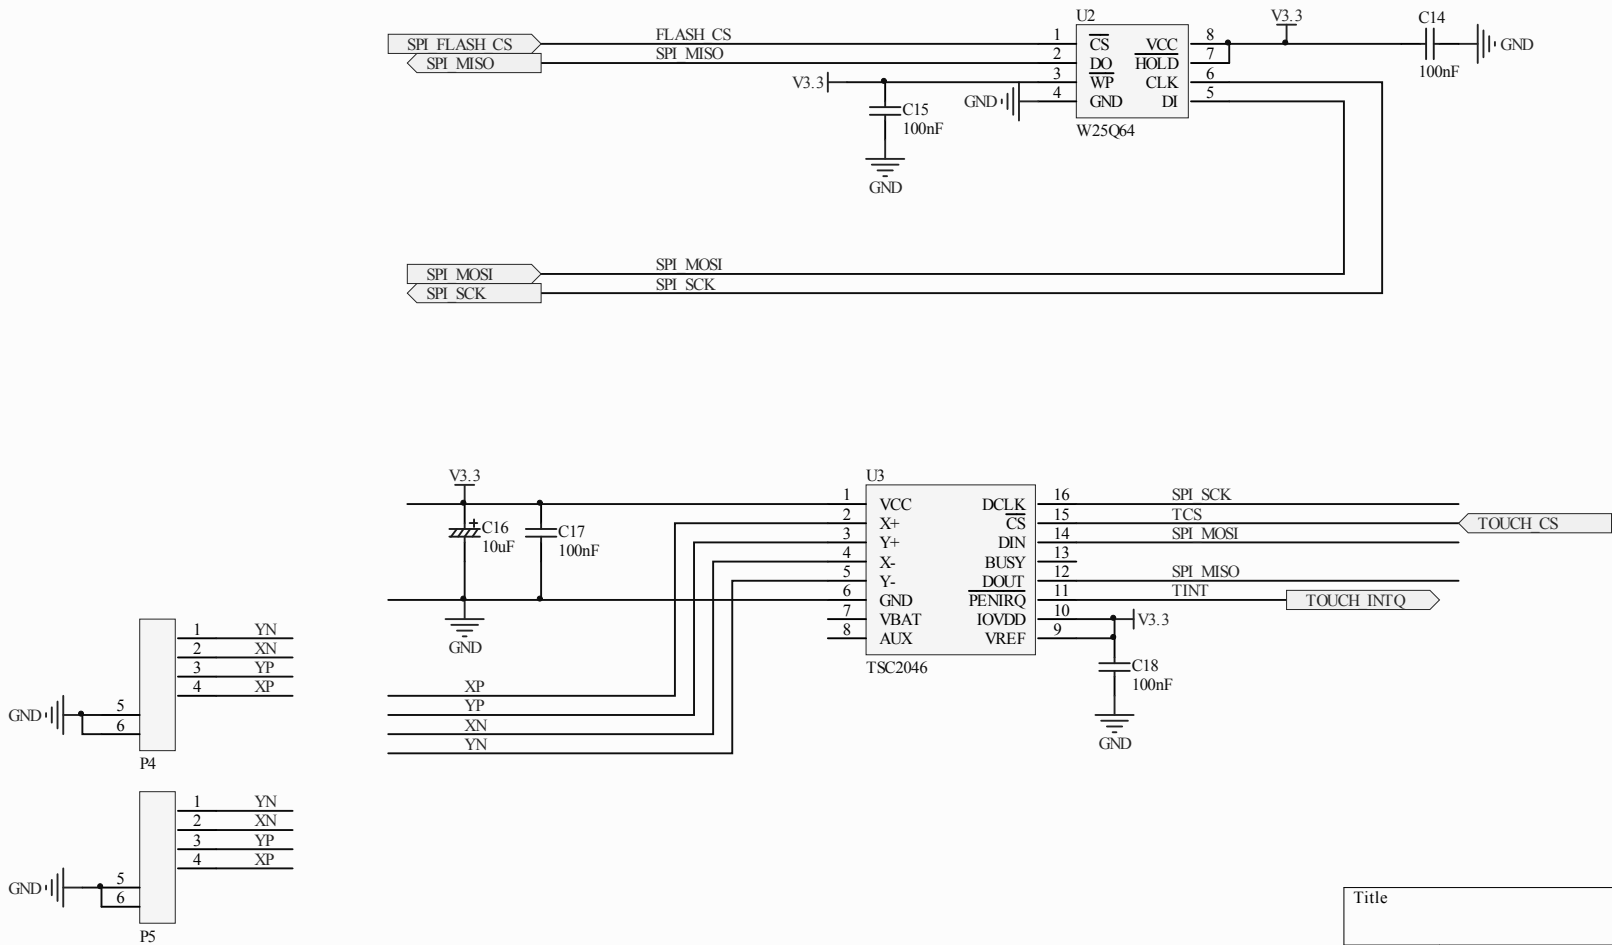 U2
V3.3
C14
SPI_FLASH_CS FLASH_CS 1 CS VCC 8 GND
SPI_MISO SPI_MISO 2 DO HOLD 7 100nF
V3.3 3 WP CLK 6
GND 4 GND DI 5
C15
100nF
W25Q64
GND
SPI_MOSI SPI_MOSI
SPI_SCK SPI_SCK
V3.3
U3
1 VCC DCLK 16 SPI_SCK
2 X+ CS 15 TCS TOUCH_CS
3 Y+ DIN 14 SPI_MOSI
4 X- BUSY 13
5 Y- DOUT 12 SPI_MISO
6 GND PENIRQ 11 TINT TOUCH_INTQ
7 VBAT IOVDD 10 V3.3
8 AUX VREF 9
TSC2046
+ C16
10uF
C17
100nF
GND
C18
100nF
GND
1 YN
2 XN
3 YP
4 XP
GND 5
6
P4
XP
YP
XN
YN
1 YN
2 XN
3 YP
4 XP
GND 5
6
P5
Title